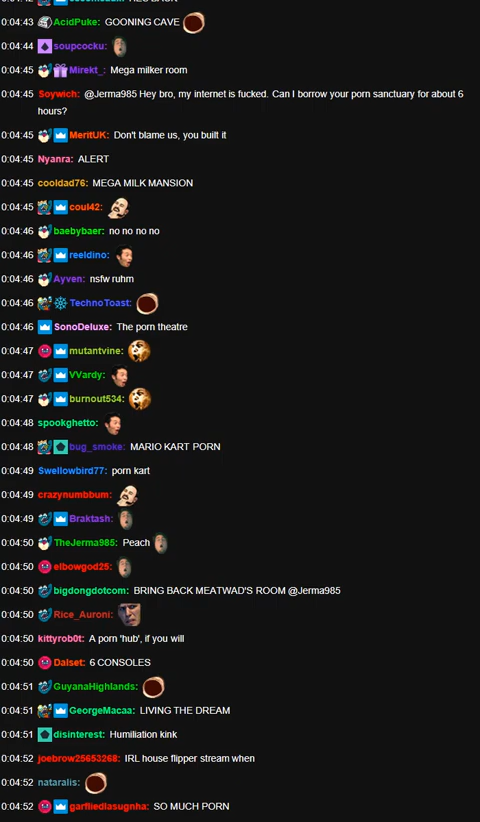 0:04:43 AcidPuke: GOONING CAVE
0:04:44 soupcocku:
0:04:45 Mirekt_: Mega milker room
0:04:45 Soywich: @Jerma985 Hey bro, my internet is fucked. Can I borrow your porn sanctuary for about 6
hours?
0:04:45 MeritUK: Don't blame us, you built it
0:04:45 Nyanra: ALERT
0:04:45 cooldad76: MEGA MILK MANSION
0:04:45 coul42:
0:04:46 baebybaer: no no no no
0:04:46 reeldino:
0:04:46 Ayven: nsfw ruhm
0:04:46 TechnoToast:
0:04:46 SonoDeluxe: The porn theatre
0:04:47 mutantvine:
0:04:47 VVardy:
0:04:47 burnout534:
0:04:48 spookghetto:
0:04:48 bug_smoke: MARIO KART PORN
0:04:49 Swellowbird77: porn kart
0:04:49 crazynumbbum:
0:04:49 Braktash:
0:04:50 TheJerma985: Peach
0:04:50 elbowgod25:
0:04:50 bigdongdotcom: BRING BACK MEATWAD'S ROOM @Jerma985
0:04:50 Rice_Auroni:
0:04:50 kittyrob0t: A porn 'hub', if you will
0:04:50 Dalset: 6 CONSOLES
0:04:51 GuyanaHighlands:
0:04:51 GeorgeMacaa: LIVING THE DREAM
0:04:51 disinterest: Humiliation kink
0:04:52 joebrow25653268: IRL house flipper stream when
0:04:52 nataralis:
0:04:52 garfliedlasugnha: SO MUCH PORN